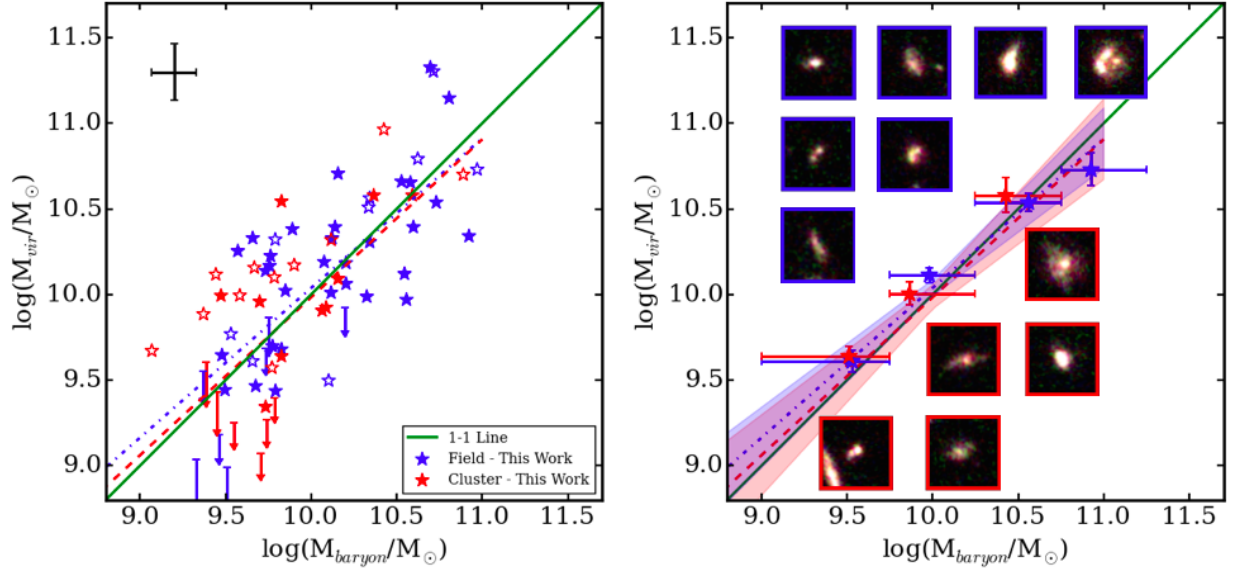 11.5
11.0
10.5
10.0
9.5
9.0
log(M_vir/M_⊙)
1-1 Line
Field - This Work
Cluster - This Work
9.0 9.5 10.0 10.5 11.0 11.5
log(M_baryon/M_⊙)
11.5
11.0
10.5
10.0
9.5
9.0
log(M_vir/M_⊙)
9.0 9.5 10.0 10.5 11.0 11.5
log(M_baryon/M_⊙)